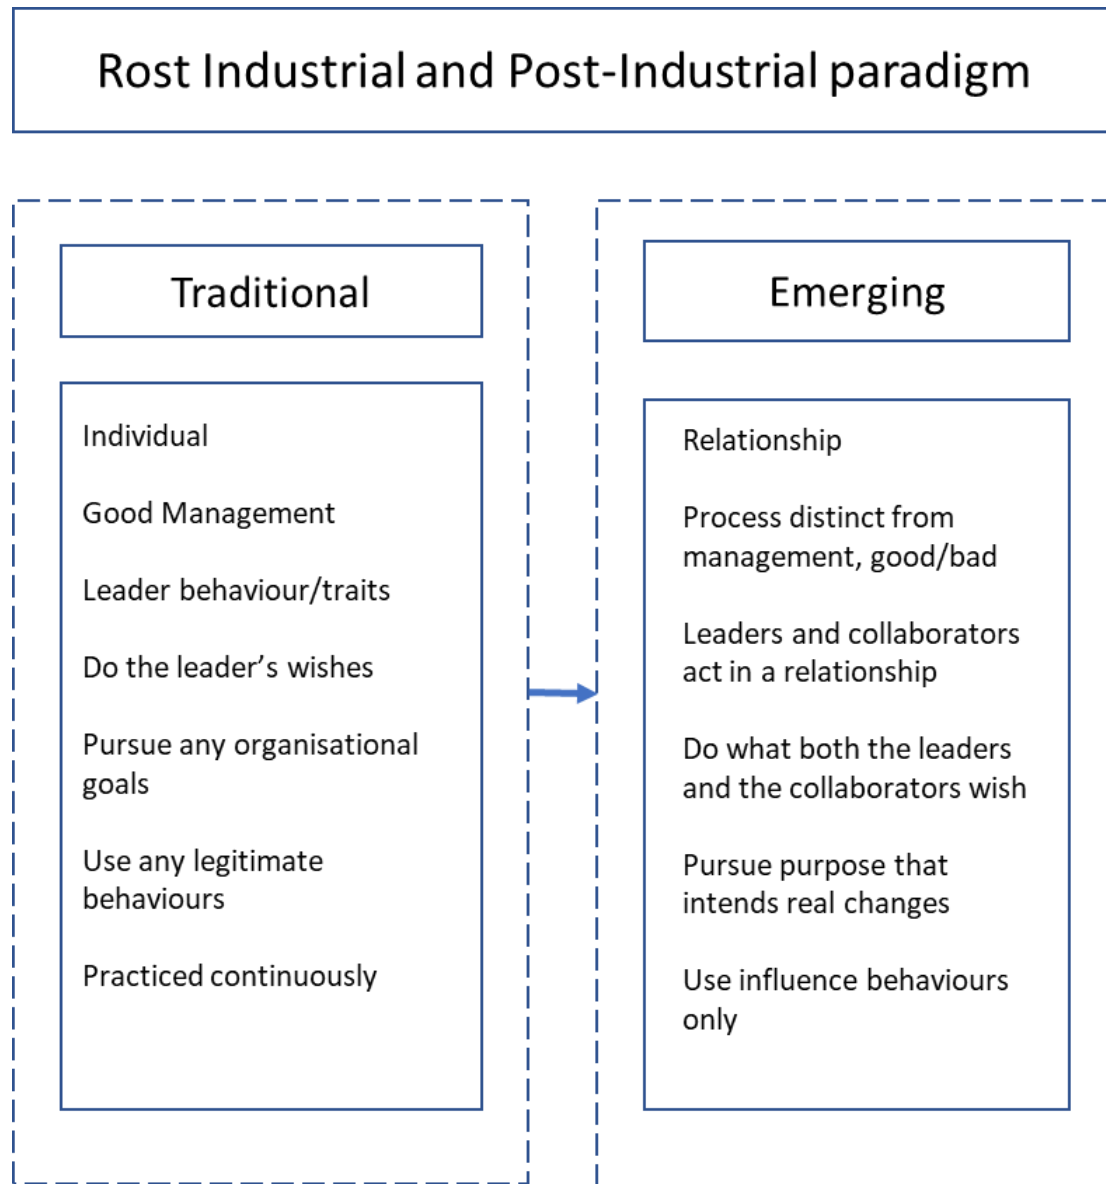 Rost Industrial and Post-Industrial paradigm
Traditional
Individual
Good Management
Leader behaviour/traits
Do the leader’s wishes
Pursue any organisational
goals
Use any legitimate
behaviours
Practiced continuously
Emerging
Relationship
Process distinct from
management, good/bad
Leaders and collaborators
act in a relationship
Do what both the leaders
and the collaborators wish
Pursue purpose that
intends real changes
Use influence behaviours
only